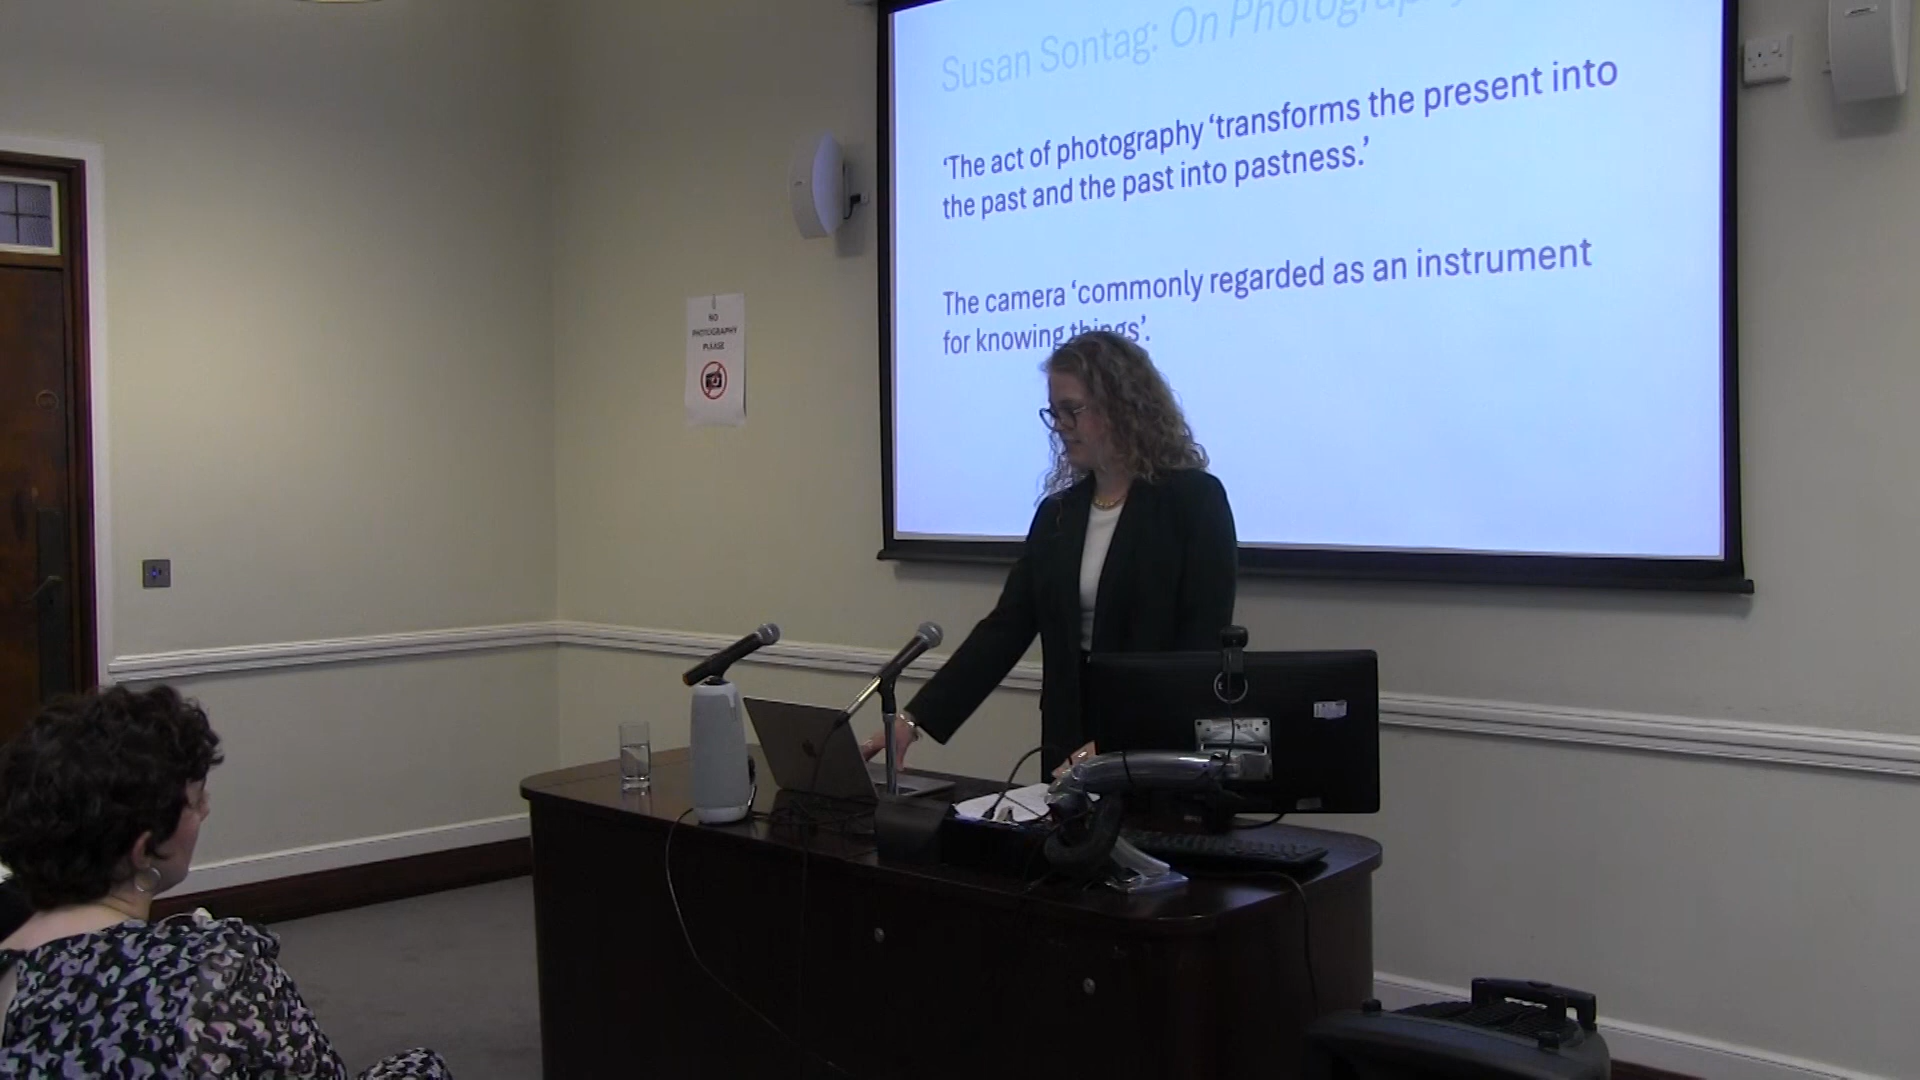 Susan Sontag: On Photography
‘The act of photography ‘transforms the present into
the past and the past into pastness.’
The camera ‘commonly regarded as an instrument
for knowing things’.
NO
PHOTOGRAPHY
PLEASE